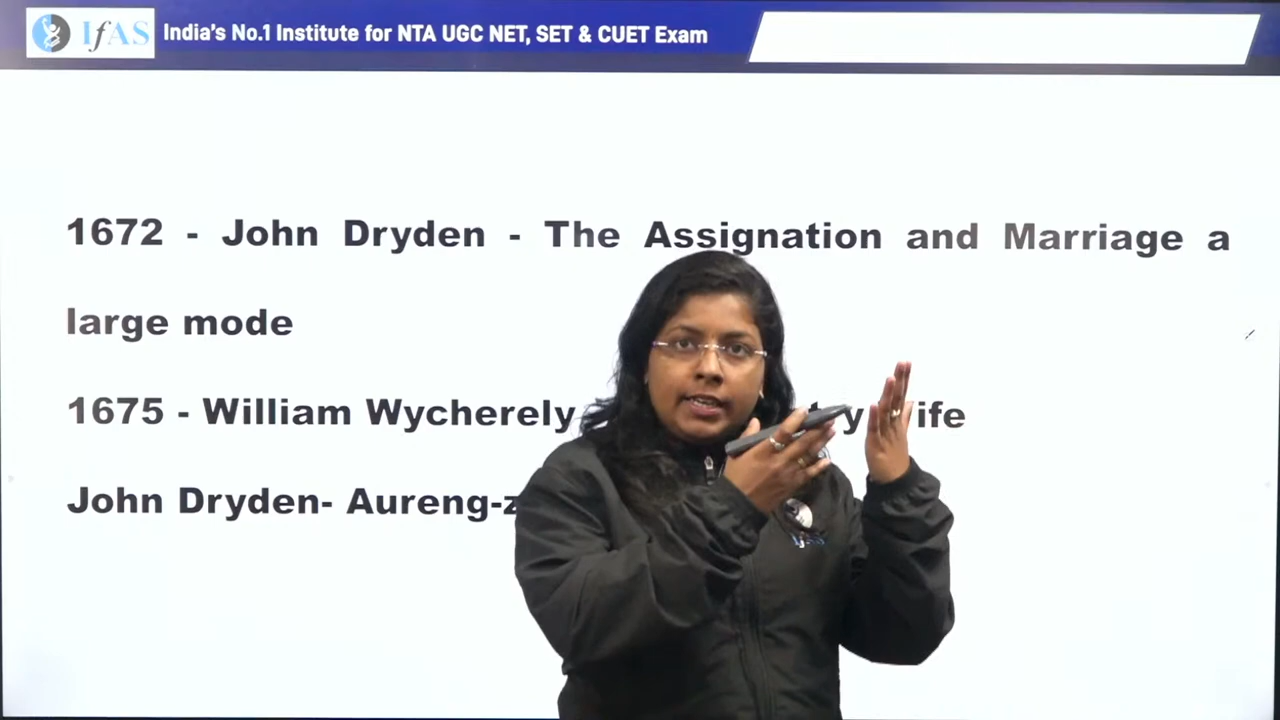 IfAS India's No.1 Institute for NTA UGC NET, SET & CUET Exam
1672 - John Dryden - The Assignation and Marriage a
large mode
1675 - William Wycherely
John Dryden- Aureng-z
IfAS